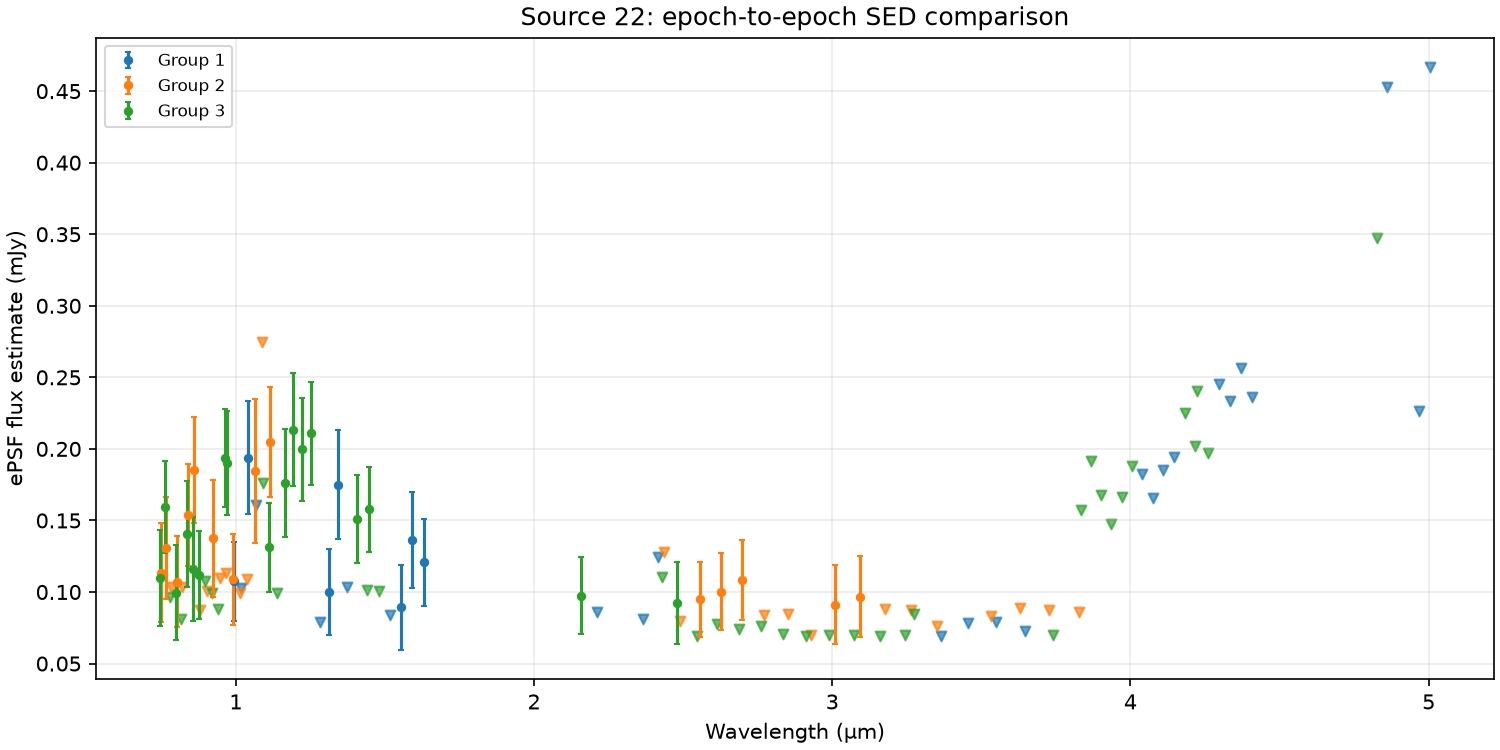 Source 22: epoch-to-epoch SED comparison
Group 1
Group 2
Group 3
ePSF flux estimate (mJy)
0.45
0.40
0.35
0.30
0.25
0.20
0.15
0.10
0.05
1 2 3 4 5
Wavelength (µm)